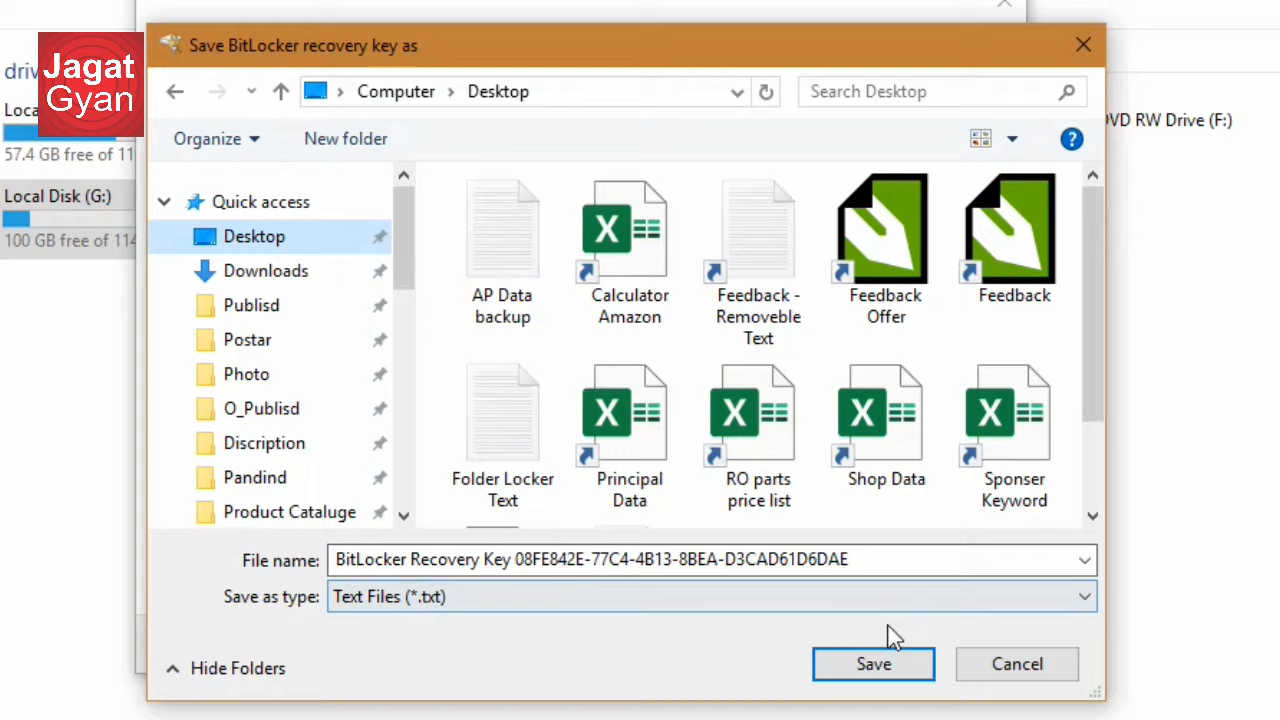 Save BitLocker recovery key as
Jagat
Gyan
Computer
Desktop
Search Desktop
DVD RW Drive (F:)
Organize
New folder
57.4 GB free of 11
Local Disk (G:)
100 GB free of 114
Quick access
Desktop
Downloads
Publisd
Postar
Photo
O_Publisd
Discription
Pandind
Product Cataluge
AP Data
backup
Calculator
Amazon
Feedback -
Removeble
Text
Feedback
Offer
Feedback
Folder Locker
Text
Principal
Data
RO parts
price list
Shop Data
Sponser
Keyword
File name:
BitLocker Recovery Key 08FE842E-77C4-4B13-8BEA-D3CAD61D6DAE
Save as type:
Text Files (*.txt)
Hide Folders
Save
Cancel